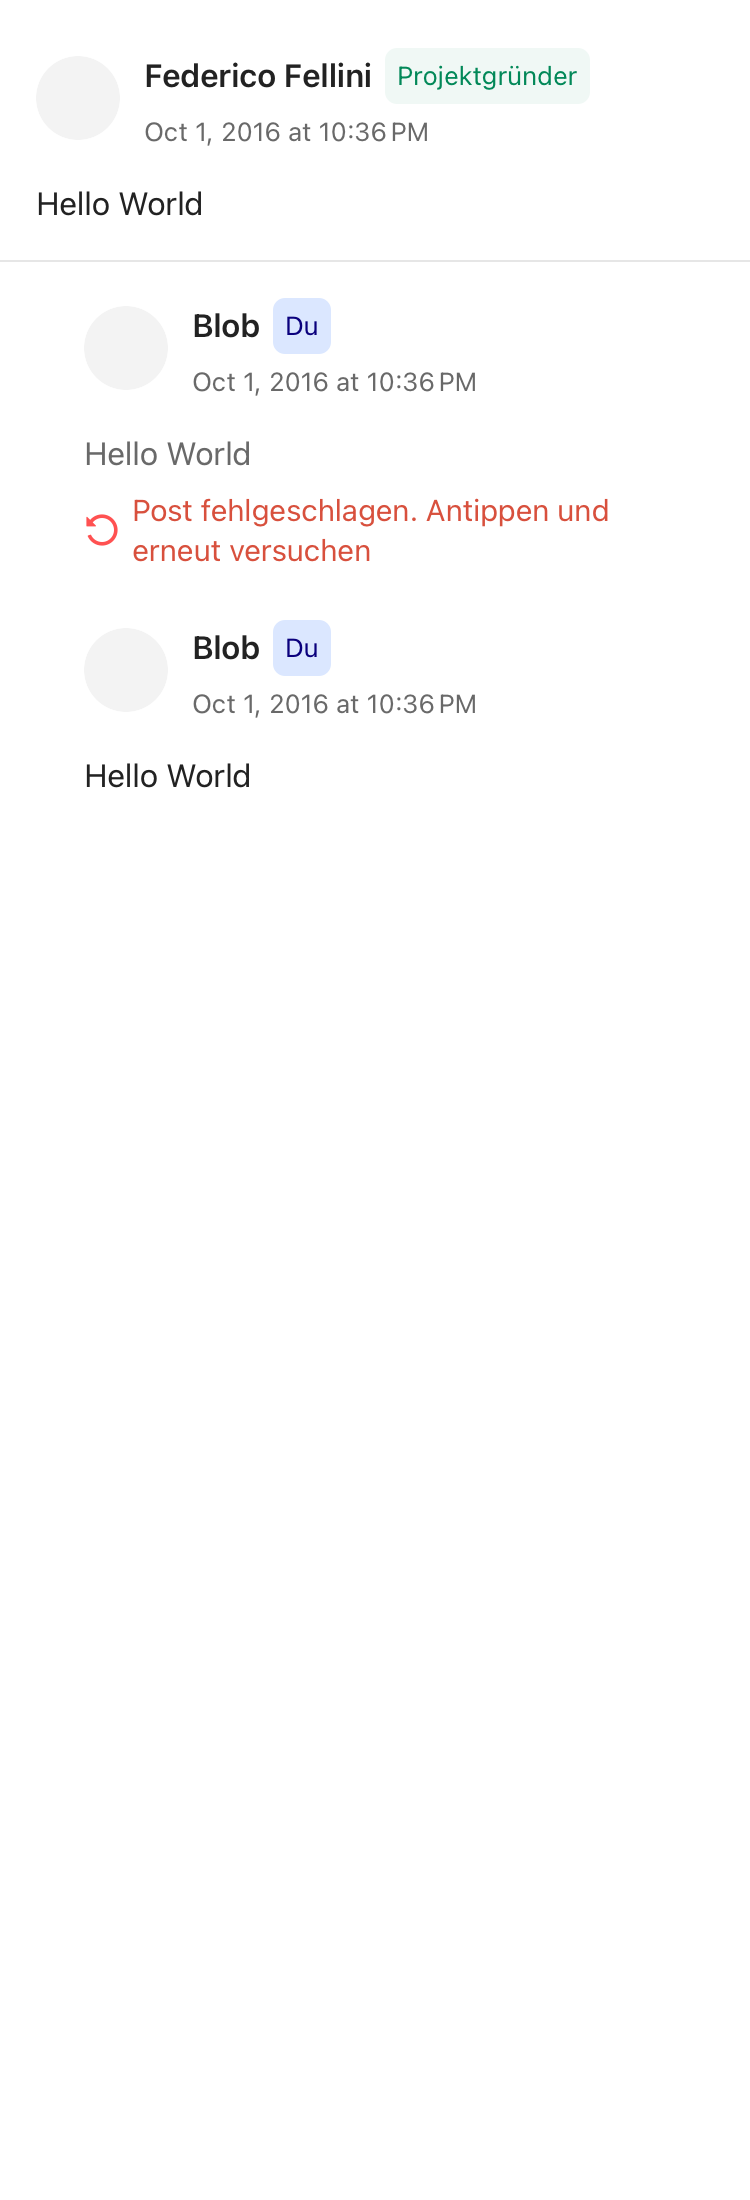 Federico Fellini Projektgründer
Oct 1, 2016 at 10:36 PM
Hello World
Blob Du
Oct 1, 2016 at 10:36 PM
Hello World
Post fehlgeschlagen. Antippen und
erneut versuchen
Blob Du
Oct 1, 2016 at 10:36 PM
Hello World